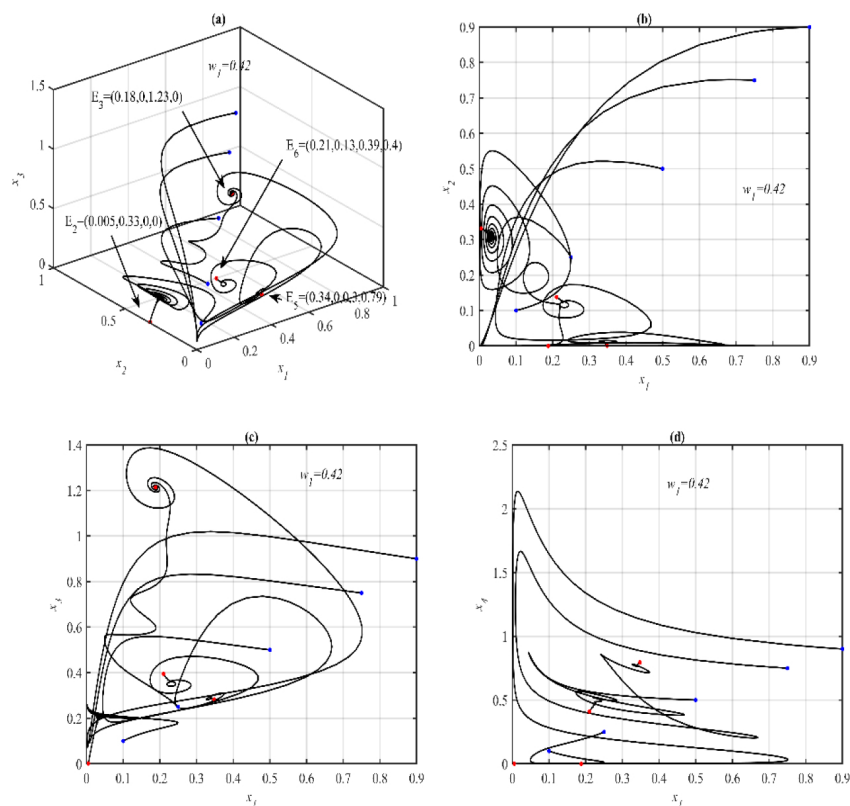 (a)
w1=0.42
E3=(0.18,0,1.23,0)
E6=(0.21,0.13,0.39,0.4)
E2=(0.005,0.33,0,0)
E5=(0.34,0,0.3,0.79)
1.5
1
0.5
0
x3
1
0.5
0
x2
0
0.2
0.4
0.6
0.8
1
x1
(b)
0.9
0.8
0.7
0.6
0.5
0.4
0.3
0.2
0.1
0
x2
w1=0.42
0 0.1 0.2 0.3 0.4 0.5 0.6 0.7 0.8 0.9
x1
(c)
1.4
1.2
1
0.8
0.6
0.4
0.2
0
x3
w1=0.42
0 0.1 0.2 0.3 0.4 0.5 0.6 0.7 0.8 0.9
x1
(d)
2.5
2
1.5
1
0.5
0
x4
w1=0.42
0 0.1 0.2 0.3 0.4 0.5 0.6 0.7 0.8 0.9
x1